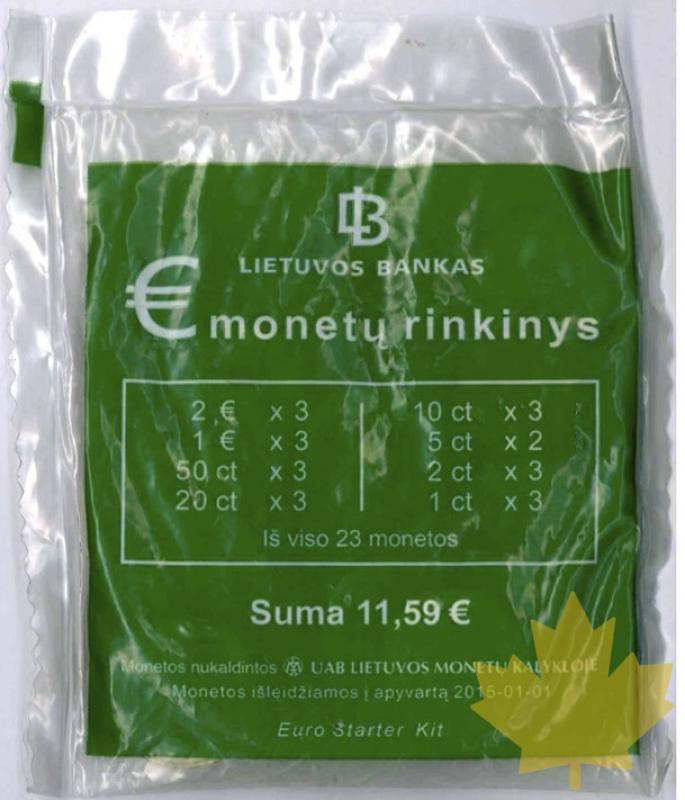 LB
LIETUVOS BANKAS
€ monetų rinkinys
2 € x 3 10 ct x 3
1 € x 3 5 ct x 2
50 ct x 3 2 ct x 3
20 ct x 3 1 ct x 3
Iš viso 23 monetos
Suma 11,59 €
Monetos nukaldintos UAB LIETUVOS MONETŲ KALYKLOJE
Monetos išleidžiamos į apyvartą 2015-01-01
Euro Starter Kit